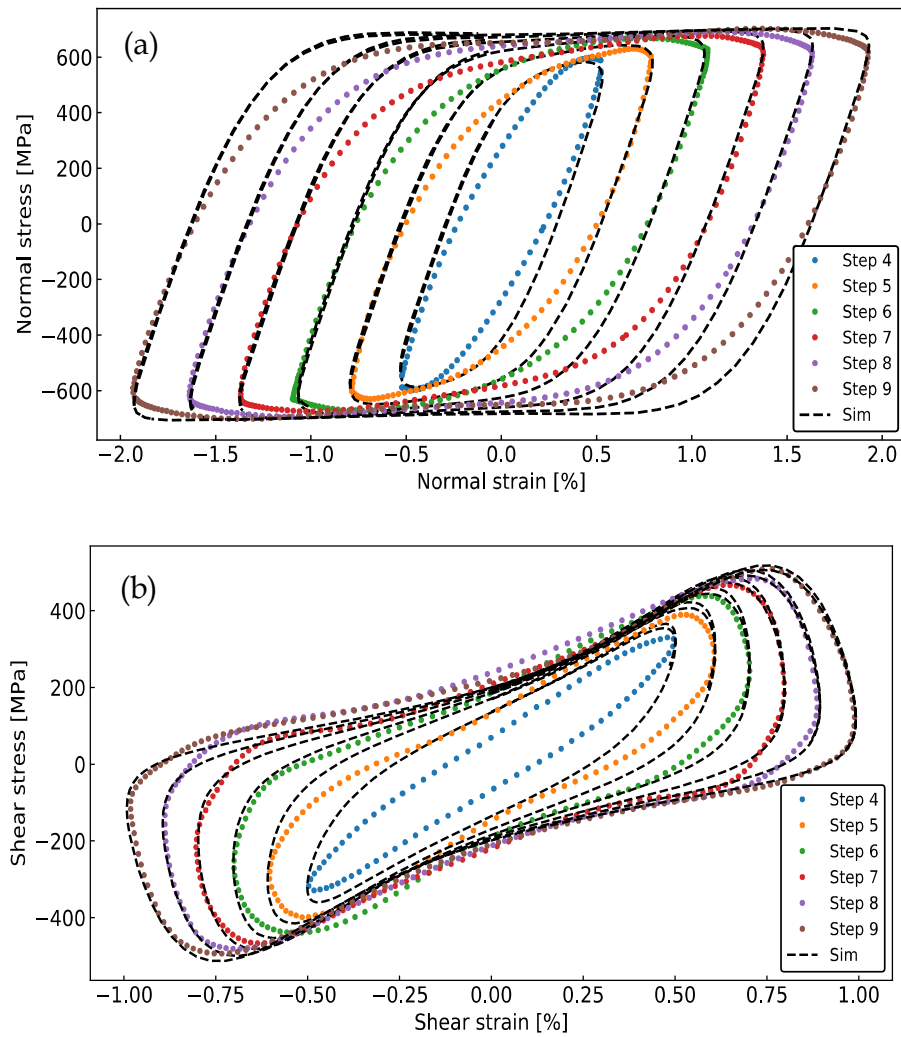 (a)
Normal stress [MPa]
600
400
200
0
−200
−400
−600
−2.0 −1.5 −1.0 −0.5 0.0 0.5 1.0 1.5 2.0
Normal strain [%]
Step 4
Step 5
Step 6
Step 7
Step 8
Step 9
Sim
(b)
Shear stress [MPa]
400
200
0
−200
−400
−1.00 −0.75 −0.50 −0.25 0.00 0.25 0.50 0.75 1.00
Shear strain [%]
Step 4
Step 5
Step 6
Step 7
Step 8
Step 9
Sim